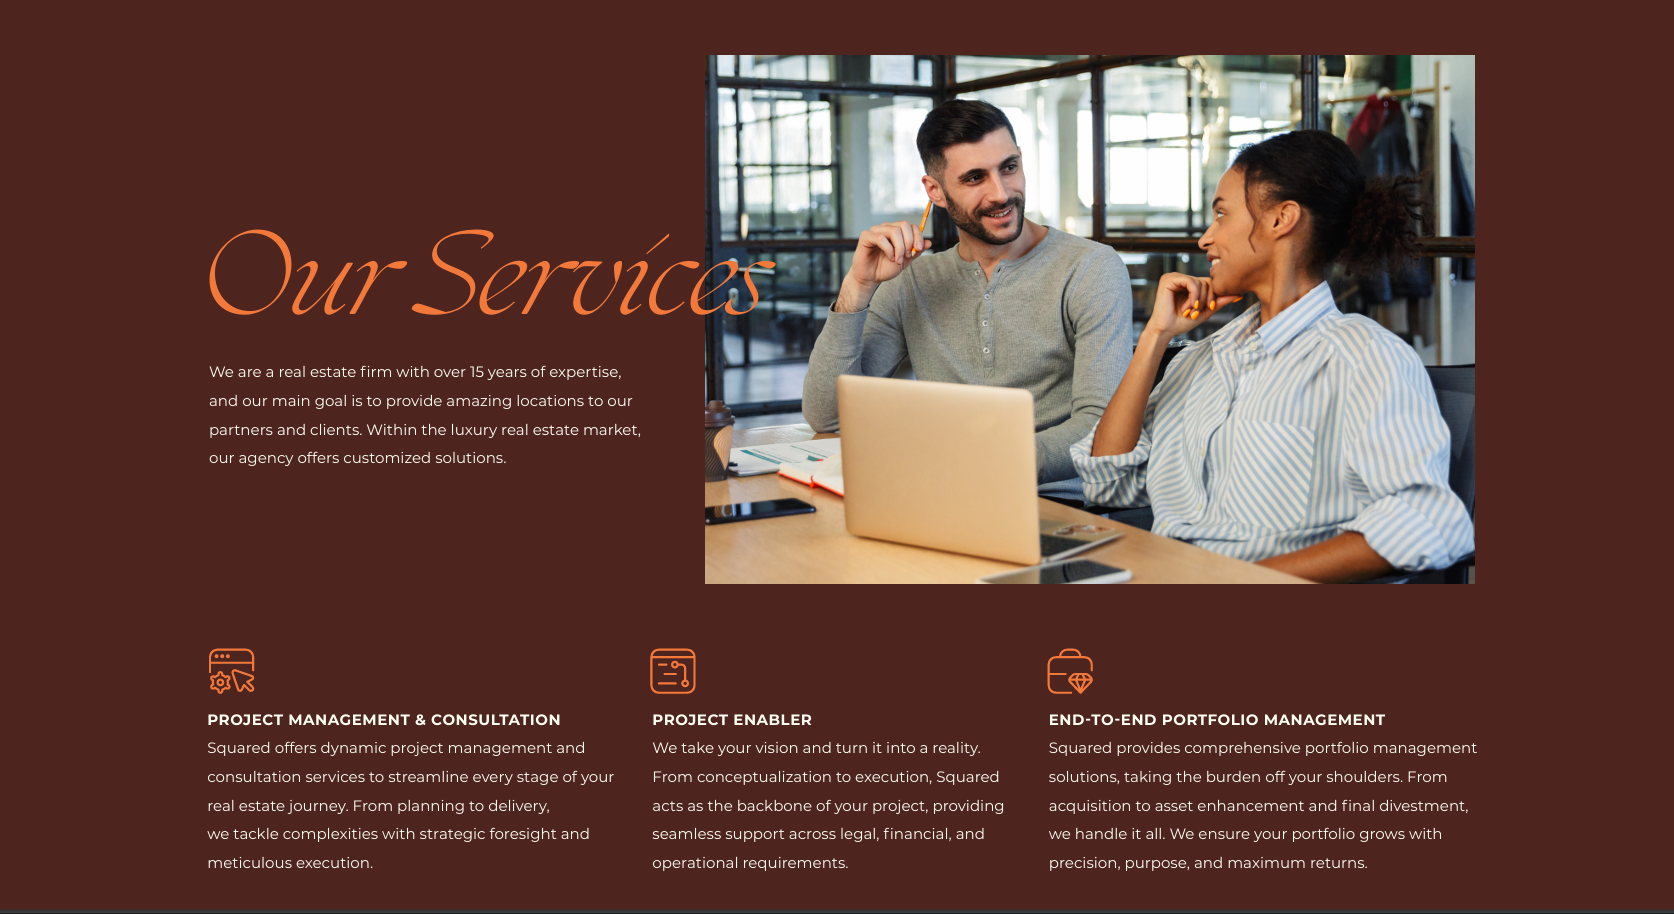 Our Services
We are a real estate firm with over 15 years of expertise,
and our main goal is to provide amazing locations to our
partners and clients. Within the luxury real estate market,
our agency offers customized solutions.
PROJECT MANAGEMENT & CONSULTATION
Squared offers dynamic project management and
consultation services to streamline every stage of your
real estate journey. From planning to delivery,
we tackle complexities with strategic foresight and
meticulous execution.
PROJECT ENABLER
We take your vision and turn it into a reality.
From conceptualization to execution, Squared
acts as the backbone of your project, providing
seamless support across legal, financial, and
operational requirements.
END-TO-END PORTFOLIO MANAGEMENT
Squared provides comprehensive portfolio management
solutions, taking the burden off your shoulders. From
acquisition to asset enhancement and final divestment,
we handle it all. We ensure your portfolio grows with
precision, purpose, and maximum returns.